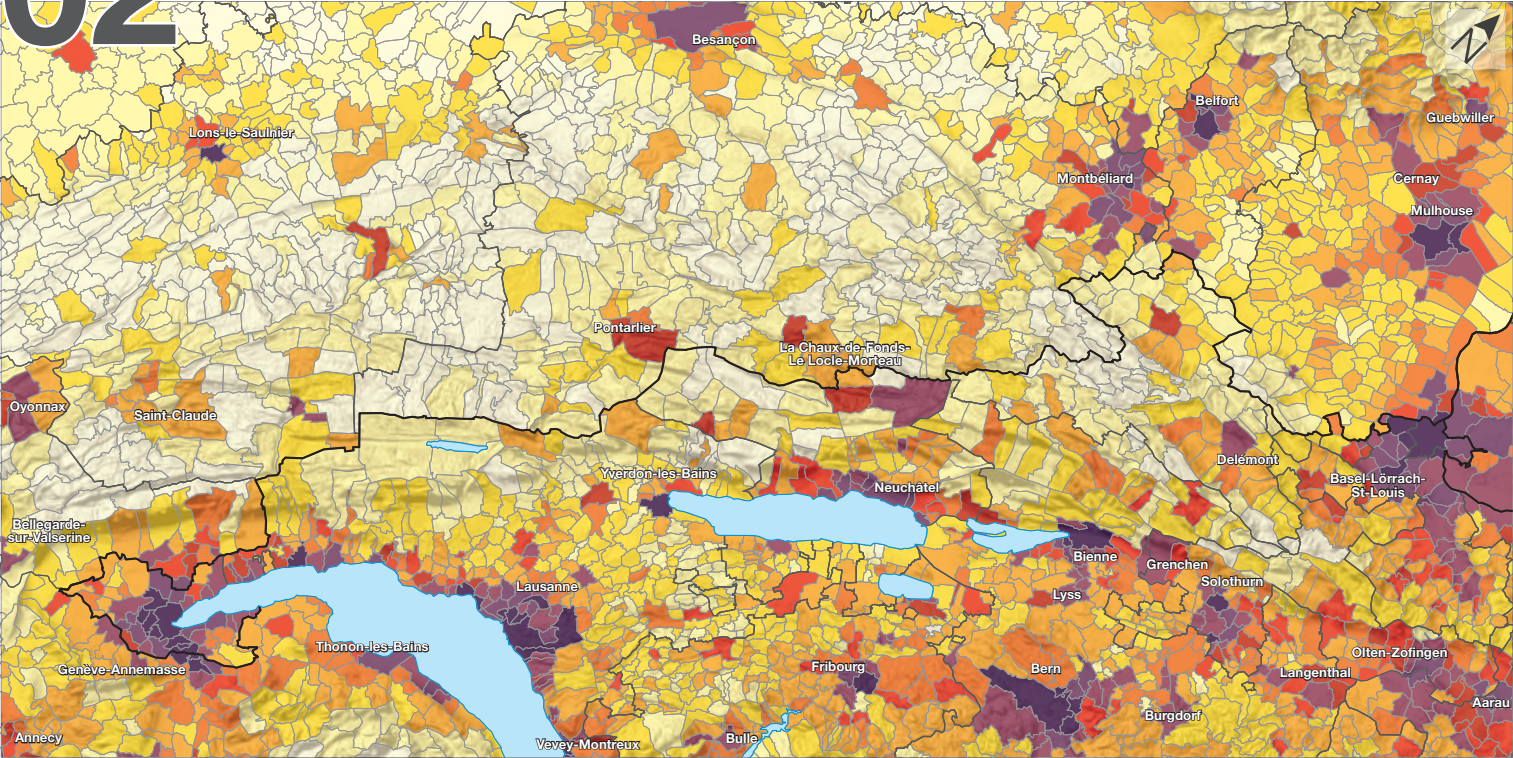 02
Besançon
Belfort
Guebwiller
Lons-le-Saulnier
Montbéliard
Cernay
Mulhouse
Pontarlier
La Chaux-de-Fonds-
Le Locle-Morteau
Oyonnax
Saint-Claude
Delémont
Yverdon-les-Bains
Neuchâtel
Basel-Lörrach-
St-Louis
Bellegarde-
sur-Valserine
Bienne
Grenchen
Solothurn
Lausanne
Lyss
Thonon-les-Bains
Genève-Annemasse
Fribourg
Bern
Olten-Zofingen
Langenthal
Burgdorf
Aarau
Annecy
Vevey-Montreux
Bulle
N